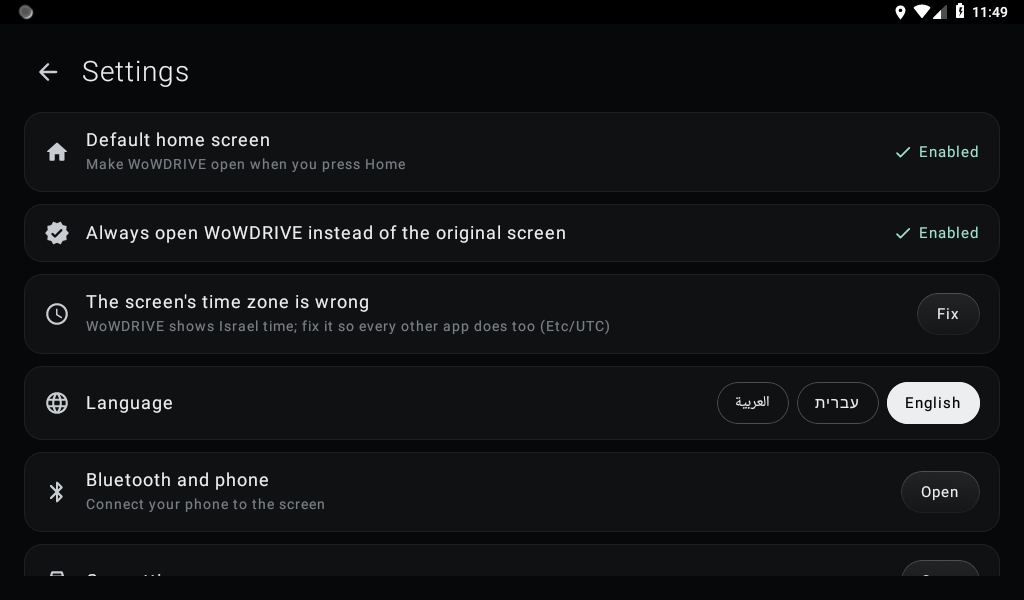 11:49
Settings
Default home screen
Make WoWDRIVE open when you press Home
Enabled
Always open WoWDRIVE instead of the original screen
Enabled
The screen's time zone is wrong
WoWDRIVE shows Israel time; fix it so every other app does too (Etc/UTC)
Fix
Language
العربية
עברית
English
Bluetooth and phone
Connect your phone to the screen
Open